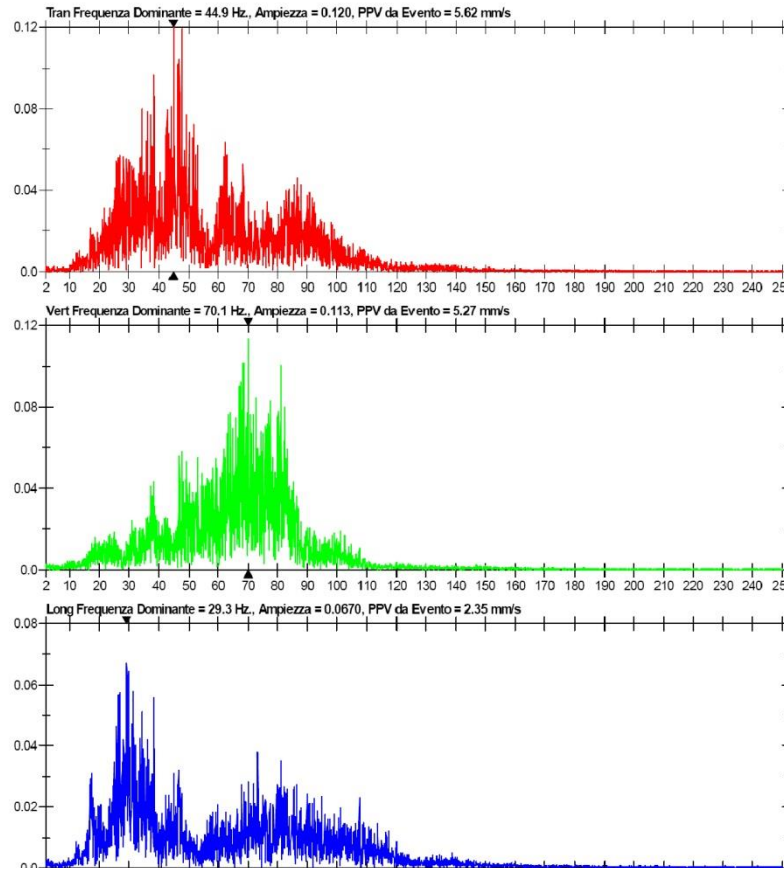 Tran Frequenza Dominante = 44.9 Hz., Ampiezza = 0.120, PPV da Evento = 5.62 mm/s
0.12
0.08
0.04
0.0
2 10 20 30 40 50 60 70 80 90 100 110 120 130 140 150 160 170 180 190 200 210 220 230 240 25
Vert Frequenza Dominante = 70.1 Hz., Ampiezza = 0.113, PPV da Evento = 5.27 mm/s
0.12
0.08
0.04
0.0
2 10 20 30 40 50 60 70 80 90 100 110 120 130 140 150 160 170 180 190 200 210 220 230 240 25
Long Frequenza Dominante = 29.3 Hz., Ampiezza = 0.0670, PPV da Evento = 2.35 mm/s
0.08
0.06
0.04
0.02
0.0